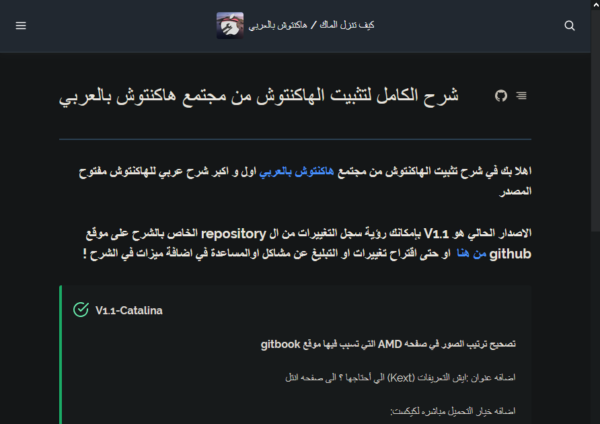 كيف تنزل الماك / هاكنتوش بالعربي
شرح الكامل لتثبيت الهاكنتوش من مجتمع هاكنتوش بالعربي
اهلا بك في شرح تثبيت الهاكنتوش من مجتمع هاكنتوش بالعربي اول و اكبر شرح عربي للهاكنتوش مفتوح
المصدر
الاصدار الحالي هو V1.1 بإمكانك رؤية سجل التغييرات من ال repository الخاص بالشرح على موقع
github من هنا او حتى اقتراح تغييرات او التبليغ عن مشاكل اوالمساعدة في اضافة ميزات في الشرح !
V1.1-Catalina
تصحيح ترتيب الصور في صفحه AMD التي تسبب فيها موقع gitbook
اضافه عنوان :ايش التعريفات (Kext) الي أحتاجها ؟ الى صفحه انتل
اضافه خيار التحميل مباشره لكيكست: